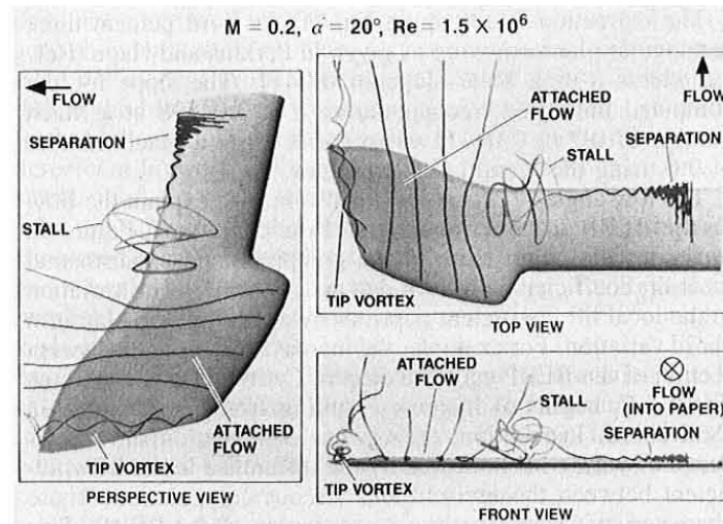 M = 0.2, α = 20°, Re = 1.5 X 10⁶
FLOW
SEPARATION
STALL
ATTACHED
FLOW
TIP VORTEX
PERSPECTIVE VIEW
FLOW
ATTACHED
FLOW
SEPARATION
STALL
TIP VORTEX
TOP VIEW
ATTACHED
FLOW
STALL
FLOW
(INTO PAPER)
SEPARATION
TIP VORTEX
FRONT VIEW